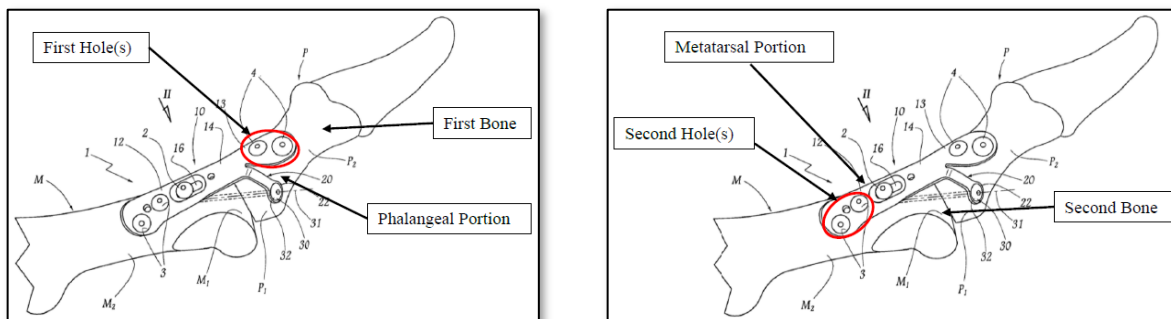 First Hole(s)
P
4
II
13
10
2
14
First Bone
12
16
1
P2
M
20
22
31
Phalangeal Portion
30
32
3
M1
P1
M2
Metatarsal Portion
P
4
II
13
10
Second Hole(s)
2
14
12
16
1
P2
M
20
22
Second Bone
31
30
32
3
M1
P1
M2